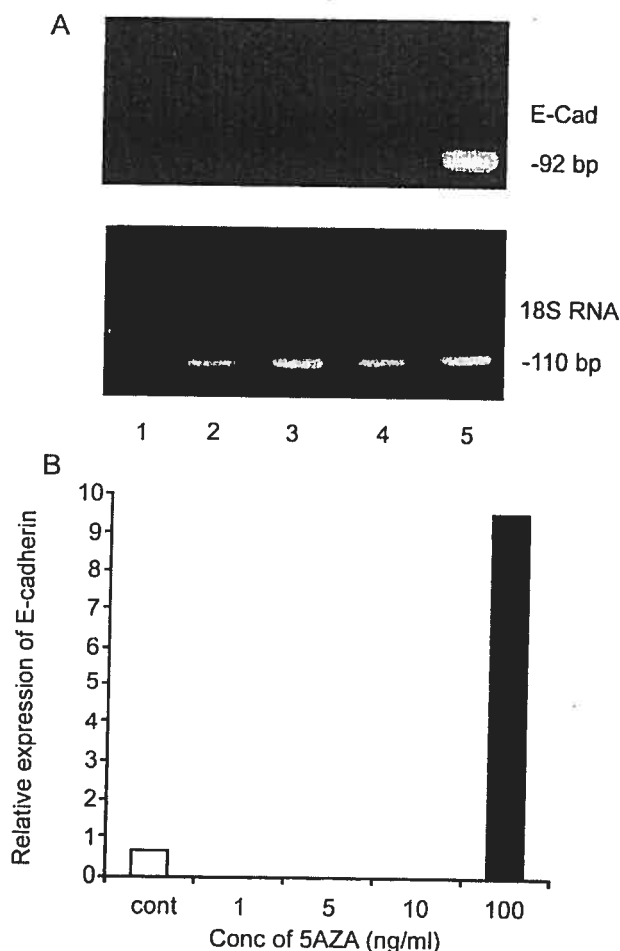 A
E-Cad
-92 bp
18S RNA
-110 bp
1 2 3 4 5
B
Relative expression of E-cadherin
10
9
8
7
6
5
4
3
2
1
0
cont 1 5 10 100
Conc of 5AZA (ng/ml)